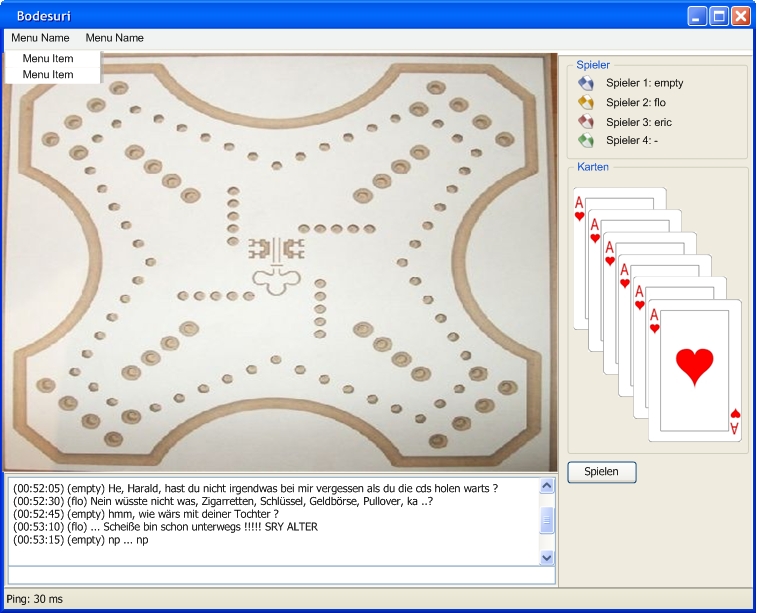 Bodesuri
Menu Name Menu Name
Menu Item
Menu Item
Spieler
Spieler 1: empty
Spieler 2: flo
Spieler 3: eric
Spieler 4: -
Karten
A
A
A
A
A
A
A
Spielen
(00:52:05) (empty) He, Harald, hast du nicht irgendwas bei mir vergessen als du die cds holen warts ?
(00:52:30) (flo) Nein wüsste nicht was, Zigarretten, Schlüssel, Geldbörse, Pullover, ka ..?
(00:52:45) (empty) hmm, wie wärs mit deiner Tochter ?
(00:53:10) (flo) ... Scheiße bin schon unterwegs !!!!! SRY ALTER
(00:53:15) (empty) np ... np
Ping: 30 ms